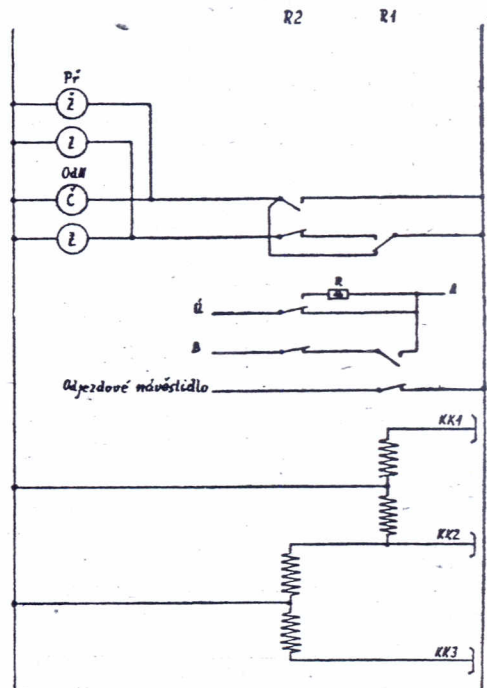 R2 R1
Př
Ž
Z
OdN
Č
Ž
R
A
Ú
B
Odjezdové návěstidlo
KK1
KK2
KK3